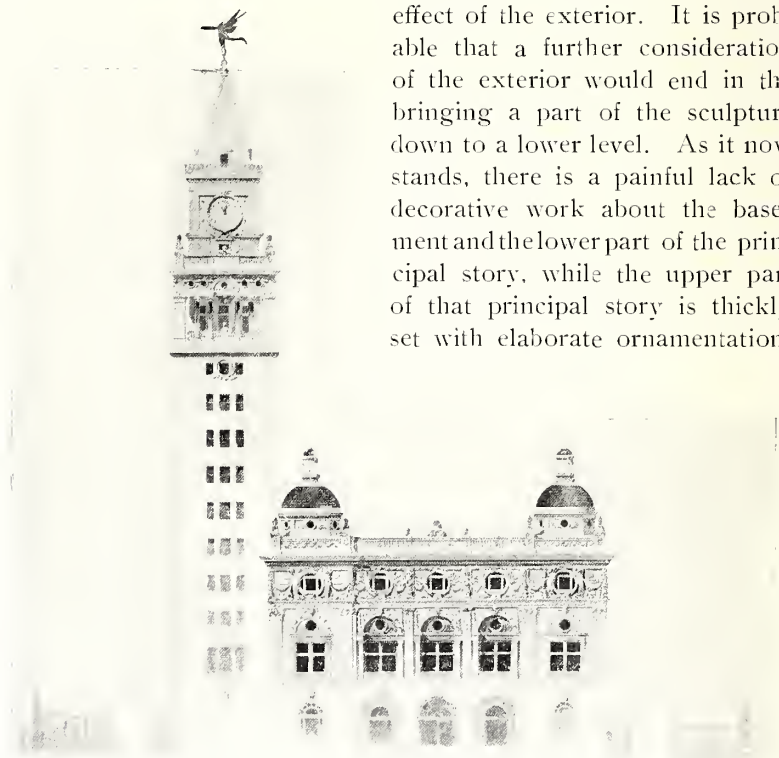 effect of the exterior. It is prob
able that a further consideratio
of the exterior would end in th
bringing a part of the sculptur
down to a lower level. As it nov
stands, there is a painful lack o
decorative work about the base
ment and the lower part of the prin
cipal story, while the upper par
of that principal story is thickl
set with elaborate ornamentation